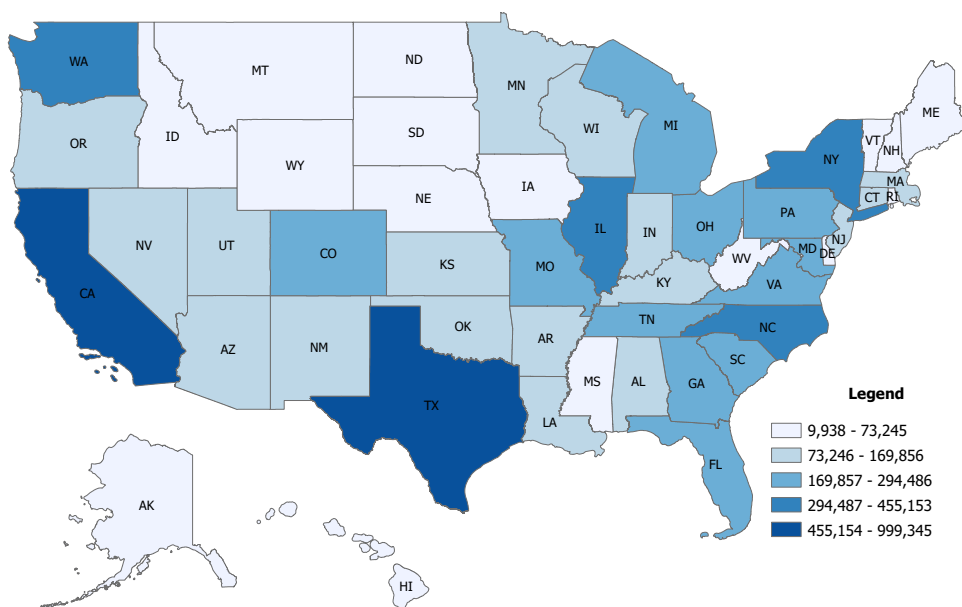 WA
MT
ND
MN
ME
OR
ID
SD
WI
MI
VT
NH
NY
WY
MA
CT
RI
IA
NE
PA
NJ
NV
UT
CO
IL
IN
OH
MD
DE
WV
KS
MO
KY
VA
CA
TN
NC
AZ
NM
OK
AR
SC
MS
AL
GA
TX
LA
FL
AK
HI
Legend
9,938 - 73,245
73,246 - 169,856
169,857 - 294,486
294,487 - 455,153
455,154 - 999,345